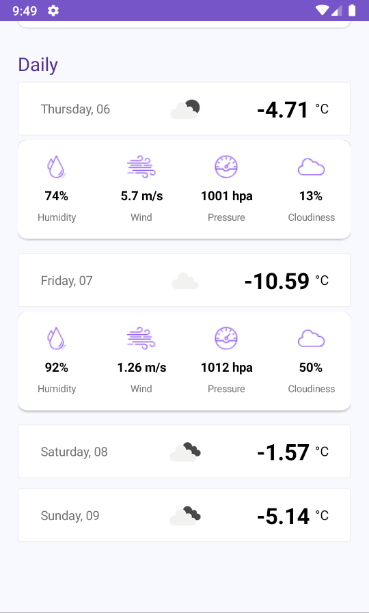 9:49
Daily
Thursday, 06 -4.71 °C
74% 5.7 m/s 1001 hpa 13%
Humidity Wind Pressure Cloudiness
Friday, 07 -10.59 °C
92% 1.26 m/s 1012 hpa 50%
Humidity Wind Pressure Cloudiness
Saturday, 08 -1.57 °C
Sunday, 09 -5.14 °C